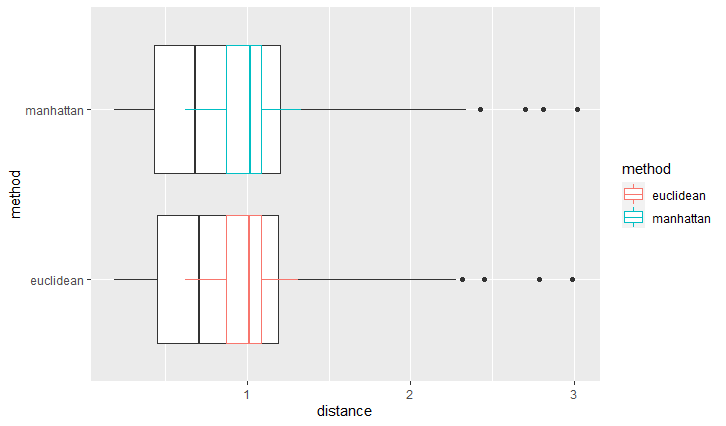 manhattan
euclidean
method
1
2
3
distance
method
euclidean
manhattan